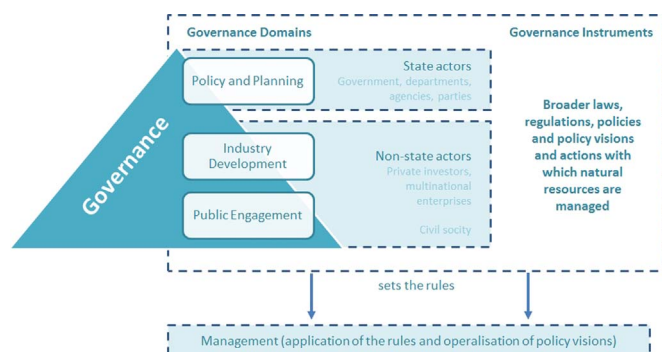 Governance Domains
Governance Instruments
Governance
Policy and Planning
State actors
Government, departments,
agencies, parties
Industry
Development
Non-state actors
Private investors,
multinational
enterprises
Public Engagement
Civil socity
Broader laws,
regulations, policies
and policy visions
and actions with
which natural
resources are
managed
sets the rules
Management (application of the rules and operalisation of policy visions)